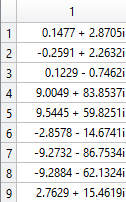 1
1 0.1477 + 2.8705i
2 -0.2591 + 2.2632i
3 0.1229 - 0.7462i
4 9.0049 + 83.8537i
5 9.5445 + 59.8251i
6 -2.8578 - 14.6741i
7 -9.2732 - 86.7534i
8 -9.2884 - 62.1324i
9 2.7629 + 15.4619i